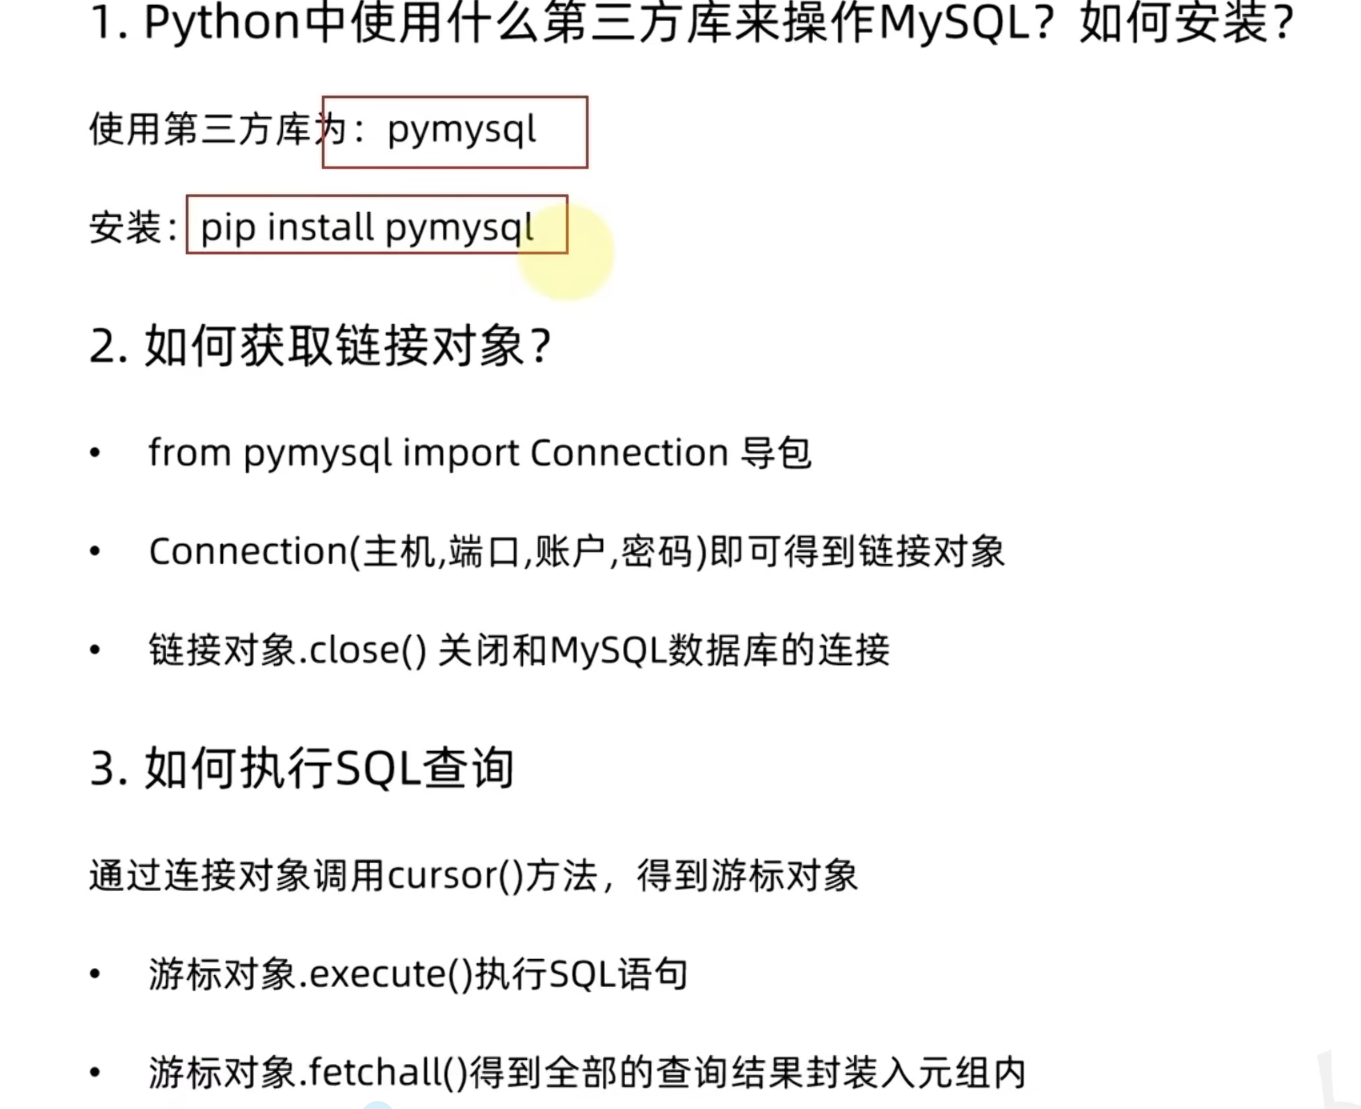 1. Python中使用什么第三方库来操作MySQL？如何安装？
使用第三方库为：pymysql
安装：pip install pymysql
2. 如何获取链接对象？
• from pymysql import Connection 导包
• Connection(主机,端口,账户,密码)即可得到链接对象
• 链接对象.close() 关闭和MySQL数据库的连接
3. 如何执行SQL查询
通过连接对象调用cursor()方法，得到游标对象
• 游标对象.execute()执行SQL语句
• 游标对象.fetchall()得到全部的查询结果封装入元组内